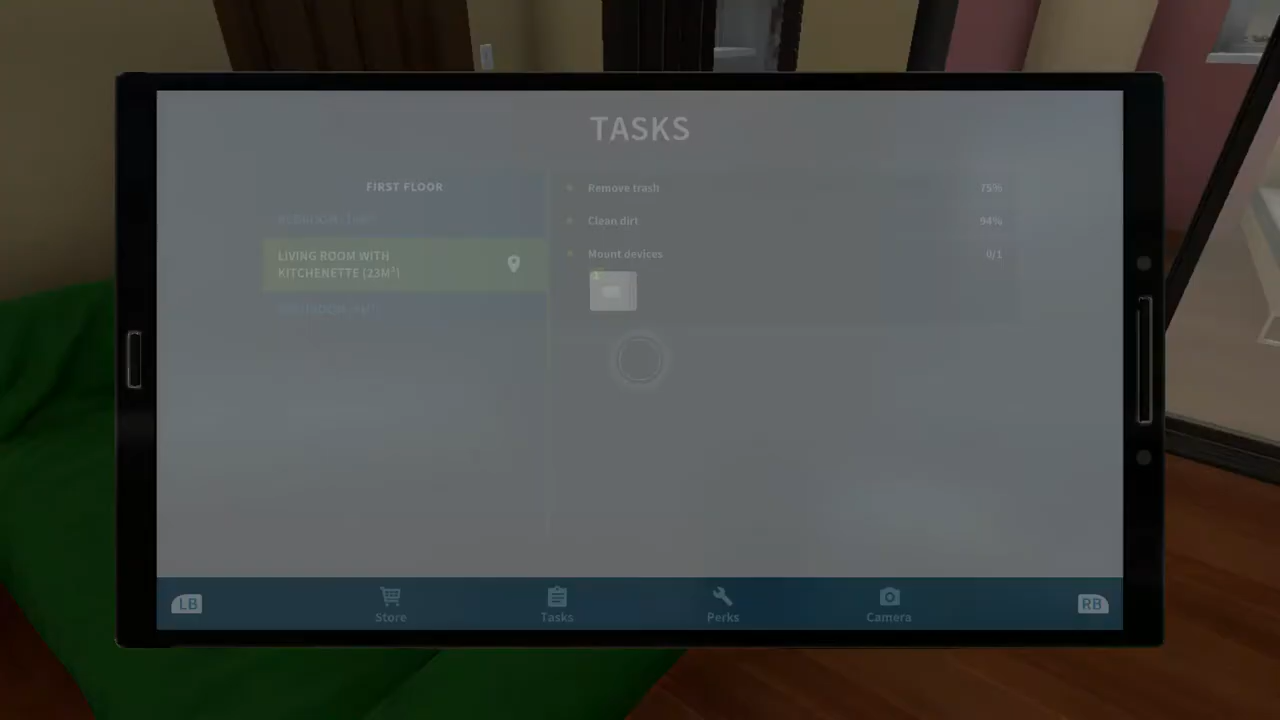 TASKS
FIRST FLOOR
LIVING ROOM WITH
KITCHENETTE (23M²)
Remove trash 75%
Clean dirt 94%
Mount devices 0/1
1
LB
Store
Tasks
Perks
Camera
RB